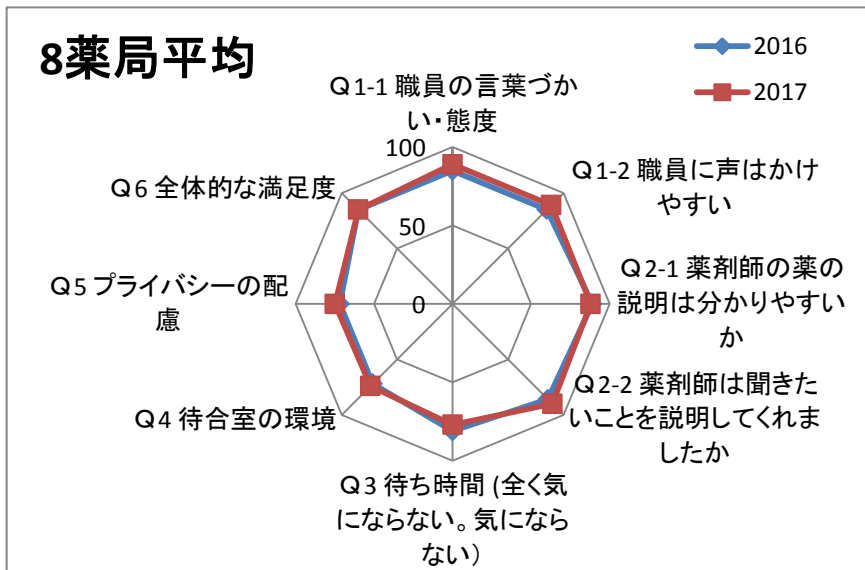 8薬局平均
2016
2017
Q1-1 職員の言葉づか
い・態度
Q1-2 職員に声はかけ
やすい
Q2-1 薬剤師の薬の
説明は分かりやすい
か
Q2-2 薬剤師は聞きた
いことを説明してくれま
したか
Q3 待ち時間 (全く気
にならない。気になら
ない）
Q4 待合室の環境
Q5 プライバシーの配
慮
Q6 全体的な満足度
100
50
0